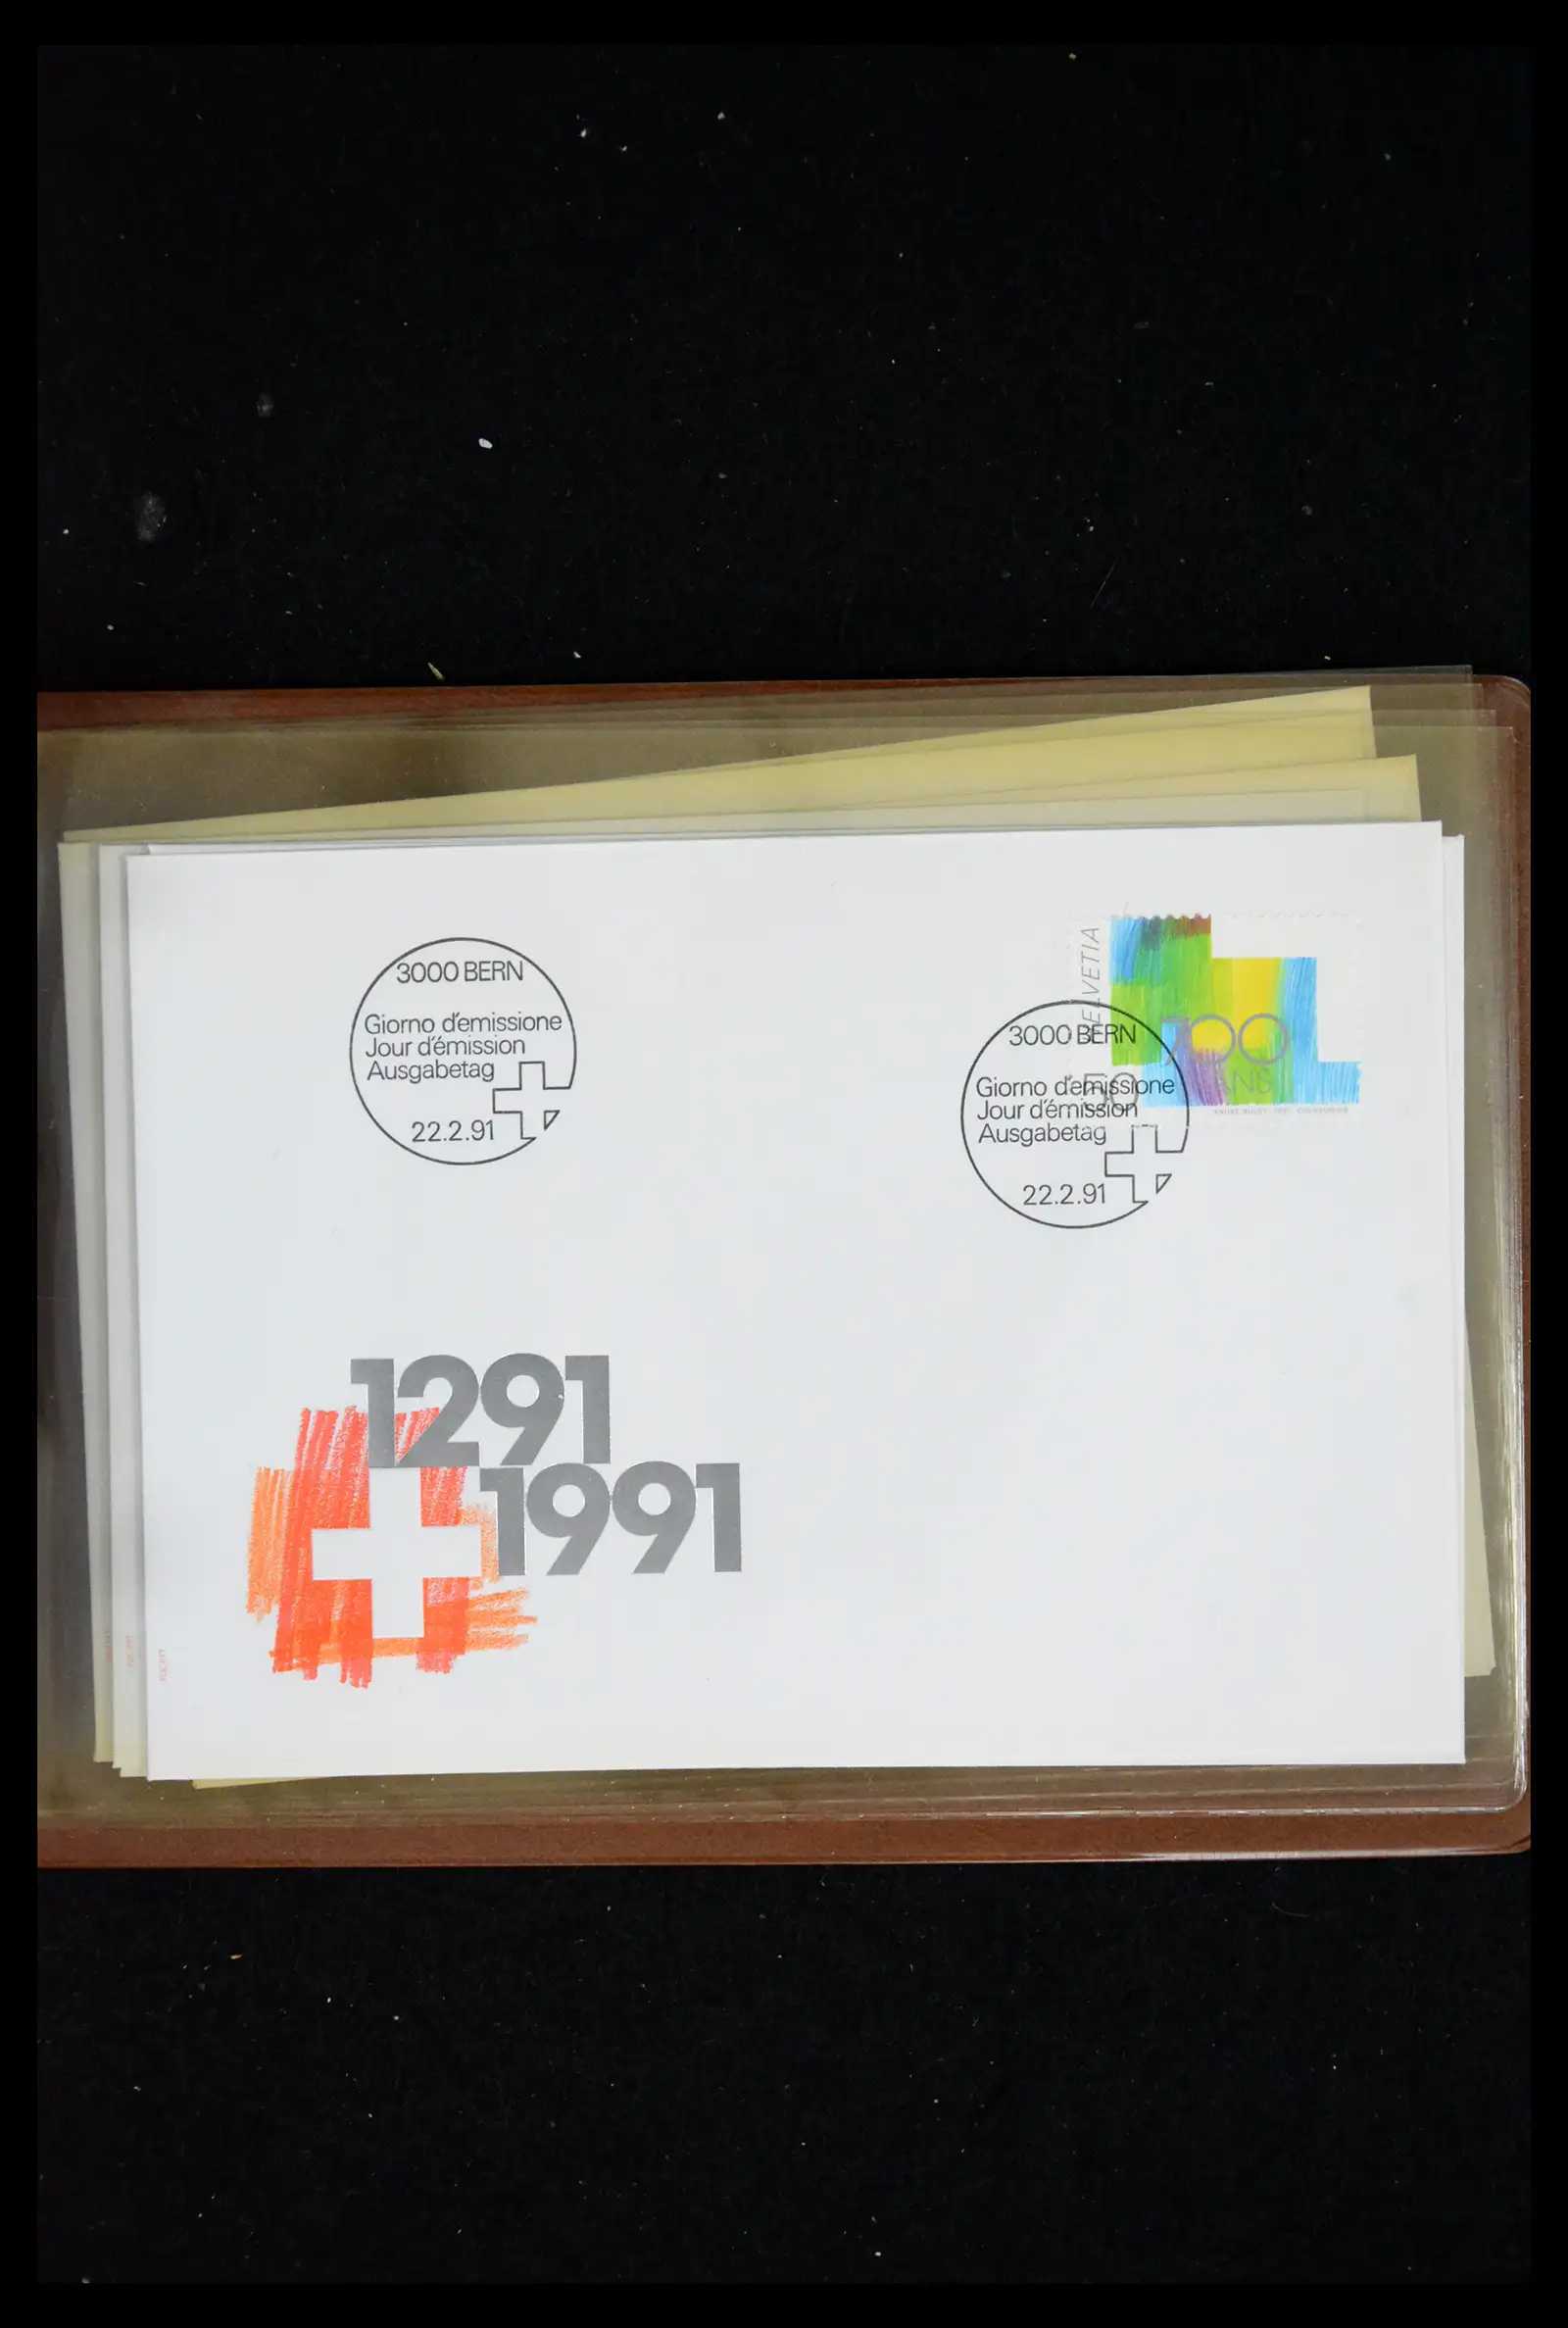 3000 BERN
Giorno d'emissione
Jour d'émission
Ausgabetag
22.2.91
HELVETIA
700
ANS
50
3000 BERN
Giorno d'emissione
Jour d'émission
Ausgabetag
22.2.91
1291
1991